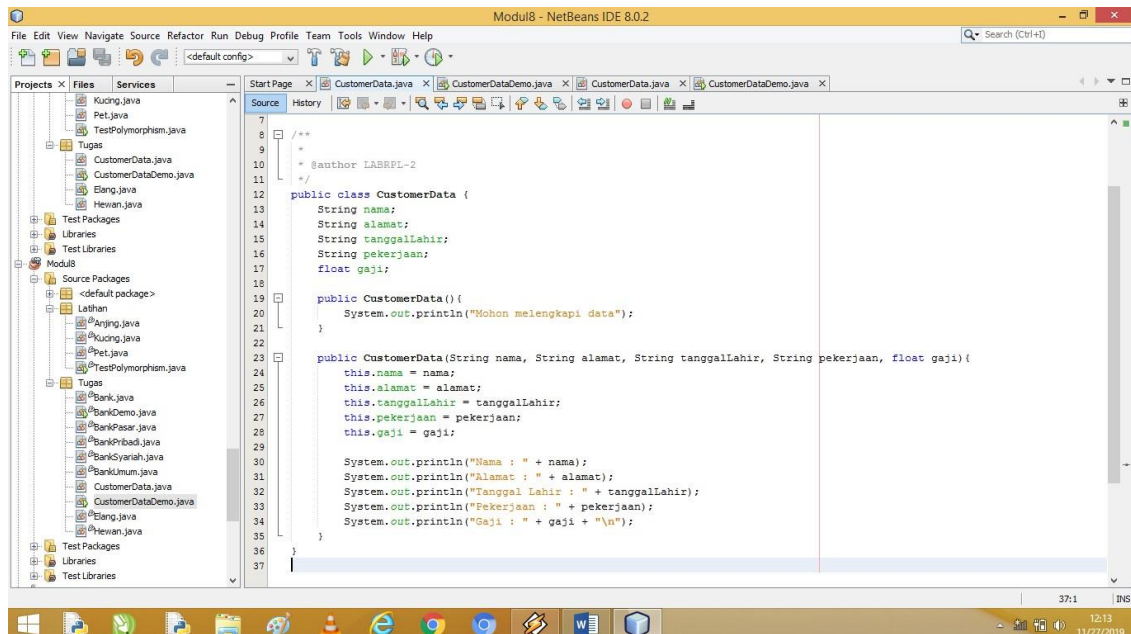 Modul8 - NetBeans IDE 8.0.2
File Edit View Navigate Source Refactor Run Debug Profile Team Tools Window Help
Search (Ctrl+I)
<default config>
Projects Files Services
Start Page CustomerData.java CustomerDataDemo.java CustomerData.java CustomerDataDemo.java
Source History
Kucing.java
Pet.java
TestPolymorphism.java
Tugas
CustomerData.java
CustomerDataDemo.java
Elang.java
Hewan.java
Test Packages
Libraries
Test Libraries
Modul8
Source Packages
<default package>
Latihan
Anjing.java
Kucing.java
Pet.java
TestPolymorphism.java
Tugas
Bank.java
BankDemo.java
BankPasar.java
BankPribadi.java
BankSyariah.java
BankUmum.java
CustomerData.java
CustomerDataDemo.java
Elang.java
Hewan.java
Test Packages
Libraries
Test Libraries
7
8 /**
9 *
10 * @author LABRPL-2
11 */
12 public class CustomerData {
13 String nama;
14 String alamat;
15 String tanggalLahir;
16 String pekerjaan;
17 float gaji;
18
19 public CustomerData(){
20 System.out.println("Mohon melengkapi data");
21 }
22
23 public CustomerData(String nama, String alamat, String tanggalLahir, String pekerjaan, float gaji){
24 this.nama = nama;
25 this.alamat = alamat;
26 this.tanggalLahir = tanggalLahir;
27 this.pekerjaan = pekerjaan;
28 this.gaji = gaji;
29
30 System.out.println("Nama : " + nama);
31 System.out.println("Alamat : " + alamat);
32 System.out.println("Tanggal Lahir : " + tanggalLahir);
33 System.out.println("Pekerjaan : " + pekerjaan);
34 System.out.println("Gaji : " + gaji + "\n");
35 }
36 }
37
37:1 INS
12:13
11/27/2019